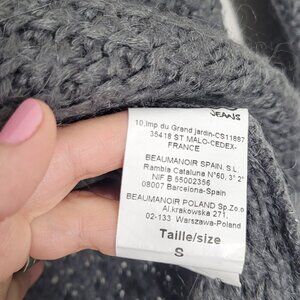 JEANS
10,Imp du Grand jardin-CS11887
35418 ST MALO-CEDEX-
FRANCE
BEAUMANOIR SPAIN, S.L
Rambla Cataluna N°60, 3° 2°
NIF B 55002356
08007 Barcelona-Spain
BEAUMANOIR POLAND Sp.Zo.o
Al.krakowska 271,
02-133 Warszawa-Poland
Taille/size
S